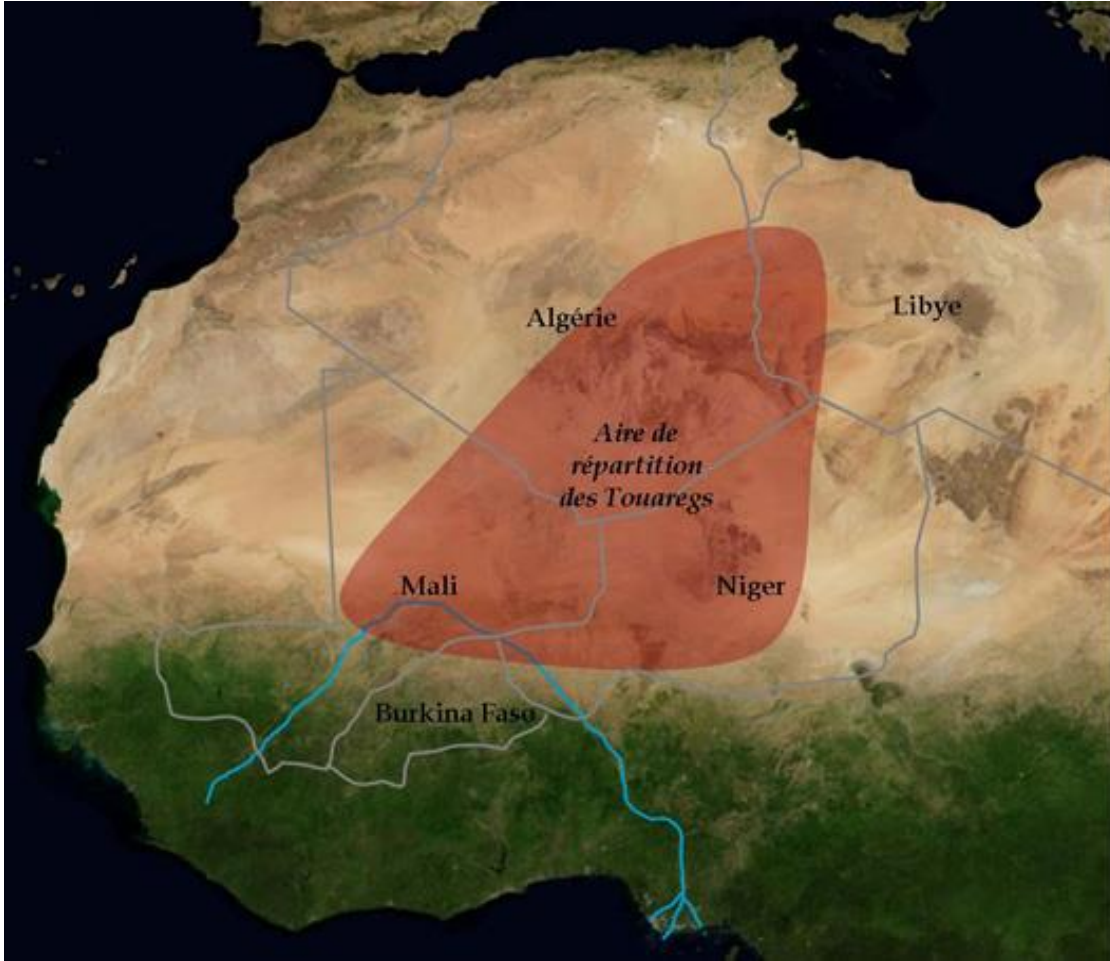 Algérie
Libye
Aire de
répartition
des Touaregs
Mali
Niger
Burkina Faso